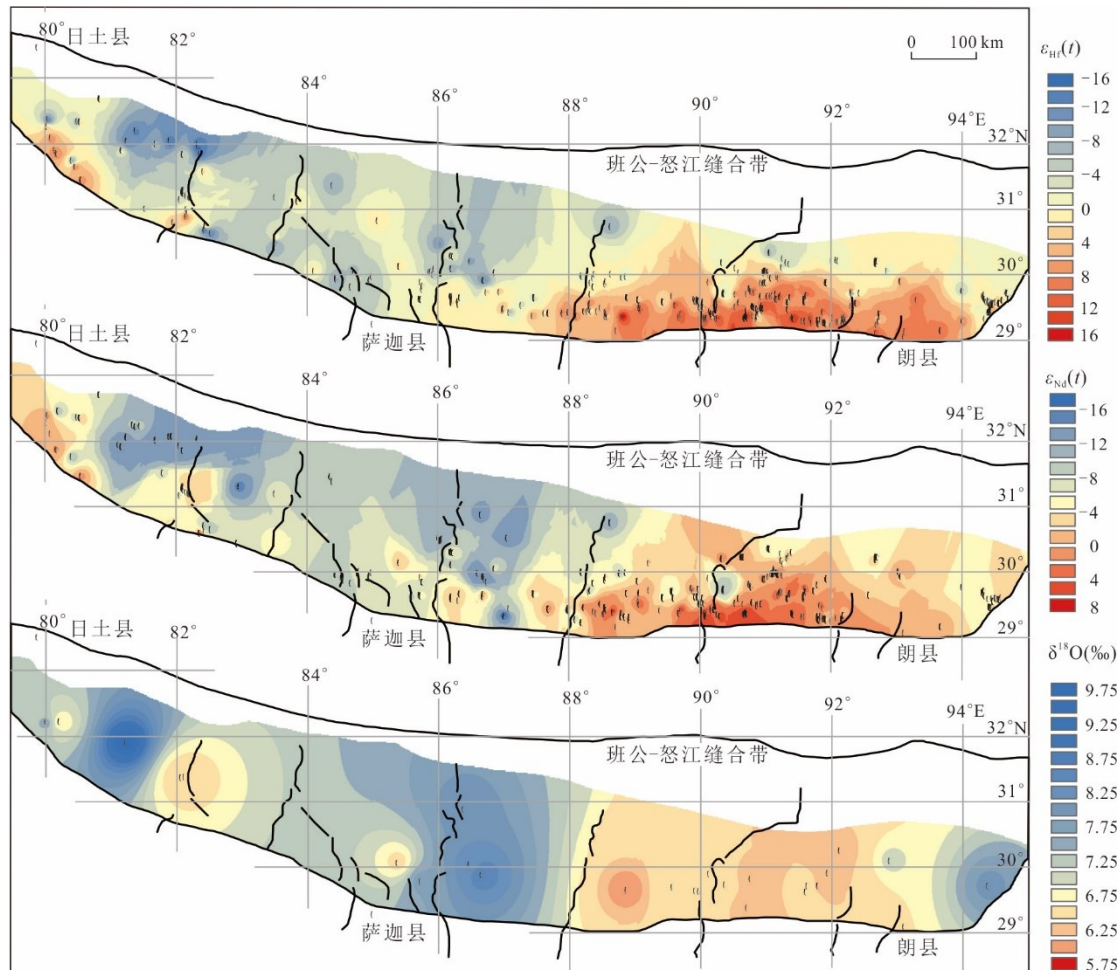 80°
日土县
82°
84°
86°
88°
90°
92°
94°E
0 100 km
32°N
班公-怒江缝合带
31°
30°
29°
萨迦县
朗县
εHf(t)
-16
-12
-8
-4
0
4
8
12
16
80°
日土县
82°
84°
86°
88°
90°
92°
94°E
32°N
班公-怒江缝合带
31°
30°
29°
萨迦县
朗县
εNd(t)
-16
-12
-8
-4
0
4
8
80°
日土县
82°
84°
86°
88°
90°
92°
94°E
32°N
班公-怒江缝合带
31°
30°
29°
萨迦县
朗县
δ18O(‰)
9.75
9.25
8.75
8.25
7.75
7.25
6.75
6.25
5.75